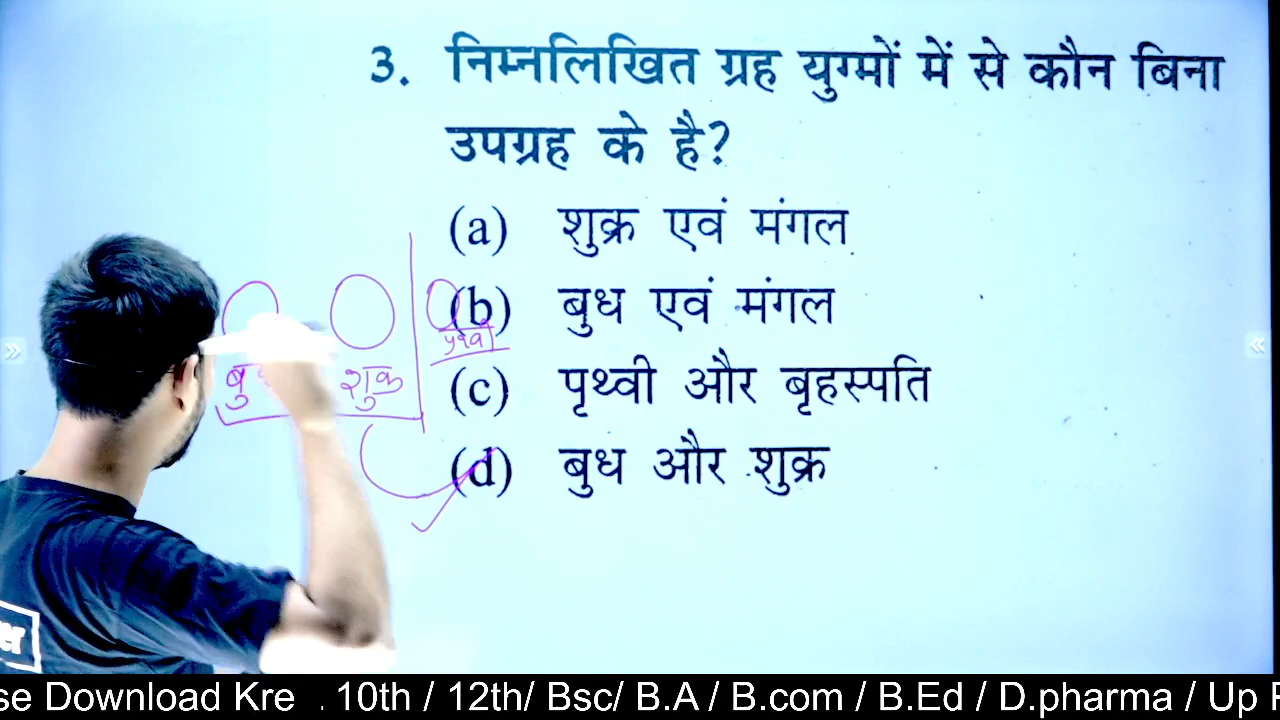 3. निम्नलिखित ग्रह युग्मों में से कौन बिना
उपग्रह के है?
(a) शुक्र एवं मंगल
(b) बुध एवं मंगल
(c) पृथ्वी और बृहस्पति
(d) बुध और शुक्र
शुक्र
पृथ्वी
se Download Kre . 10th / 12th/ Bsc/ B.A / B.com / B.Ed / D.pharma / Up